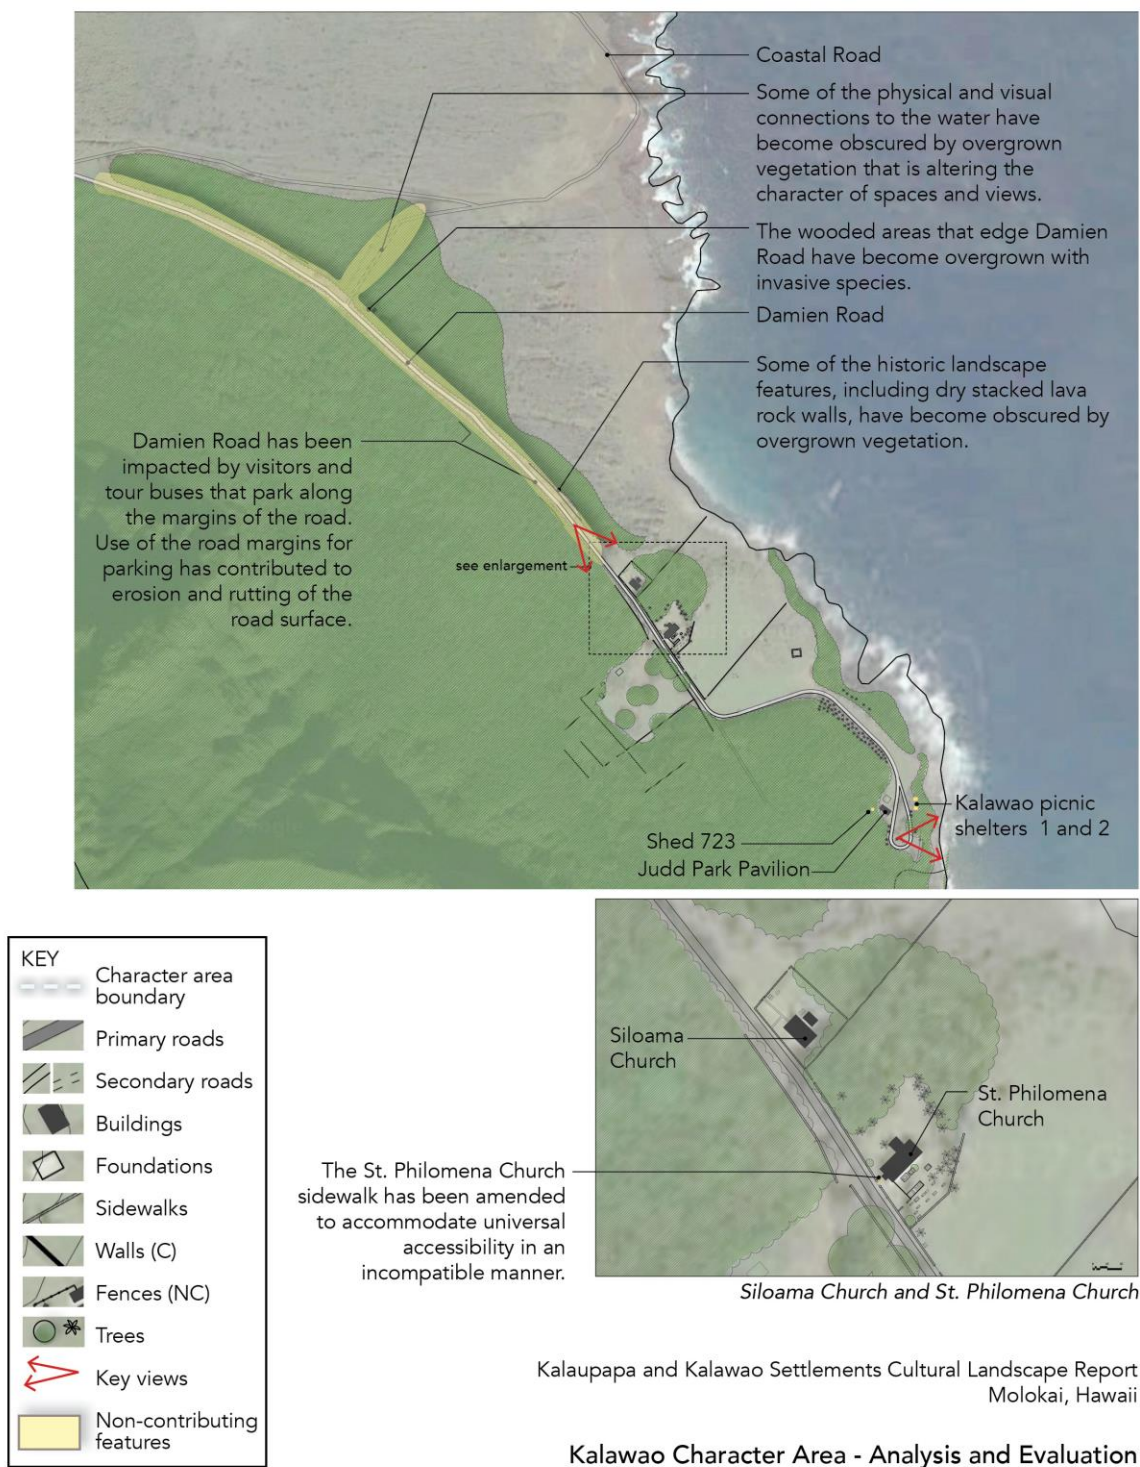 Coastal Road
Some of the physical and visual
connections to the water have
become obscured by overgrown
vegetation that is altering the
character of spaces and views.
The wooded areas that edge Damien
Road have become overgrown with
invasive species.
Damien Road
Some of the historic landscape
features, including dry stacked lava
rock walls, have become obscured by
overgrown vegetation.
Damien Road has been
impacted by visitors and
tour buses that park along
the margins of the road.
Use of the road margins for
parking has contributed to
erosion and rutting of the
road surface.
see enlargement
Kalawao picnic
shelters 1 and 2
Shed 723
Judd Park Pavilion
KEY
Character area
boundary
Primary roads
Secondary roads
Buildings
Foundations
Sidewalks
Walls (C)
Fences (NC)
Trees
Key views
Non-contributing
features
Siloama
Church
St. Philomena
Church
The St. Philomena Church
sidewalk has been amended
to accommodate universal
accessibility in an
incompatible manner.
Siloama Church and St. Philomena Church
Kalaupapa and Kalawao Settlements Cultural Landscape Report
Molokai, Hawaii
Kalawao Character Area - Analysis and Evaluation